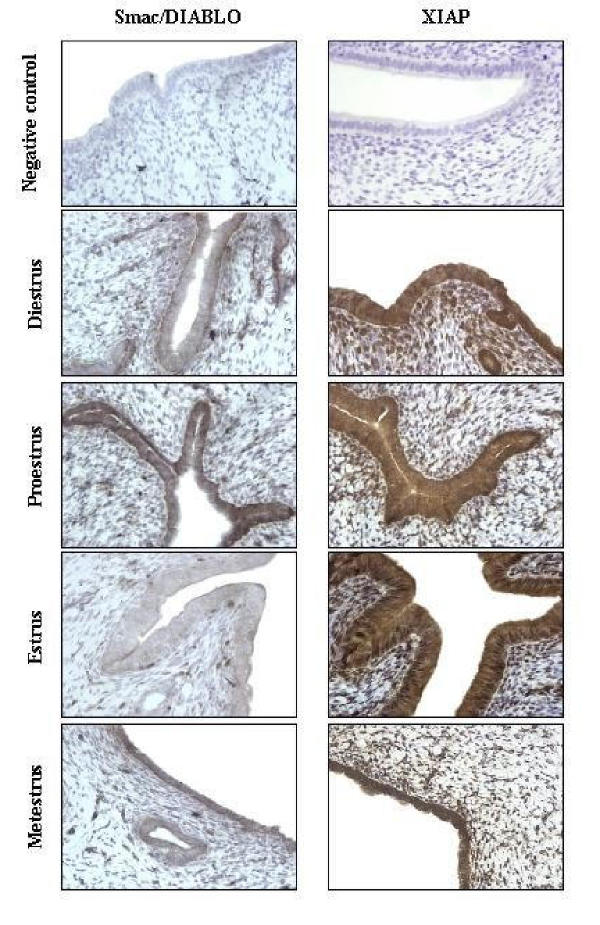 Smac/DIABLO
XIAP
Negative control
Diestrus
Proestrus
Estrus
Metestrus